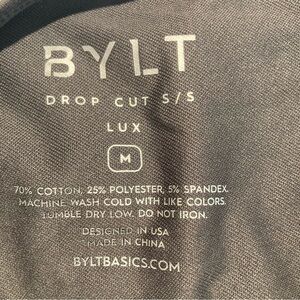 BYLT
DROP CUT S/S
LUX
M
70% COTTON, 25% POLYESTER, 5% SPANDEX.
MACHINE WASH COLD WITH LIKE COLORS.
TUMBLE DRY LOW. DO NOT IRON.
DESIGNED IN USA
MADE IN CHINA
BYLTBASICS.COM